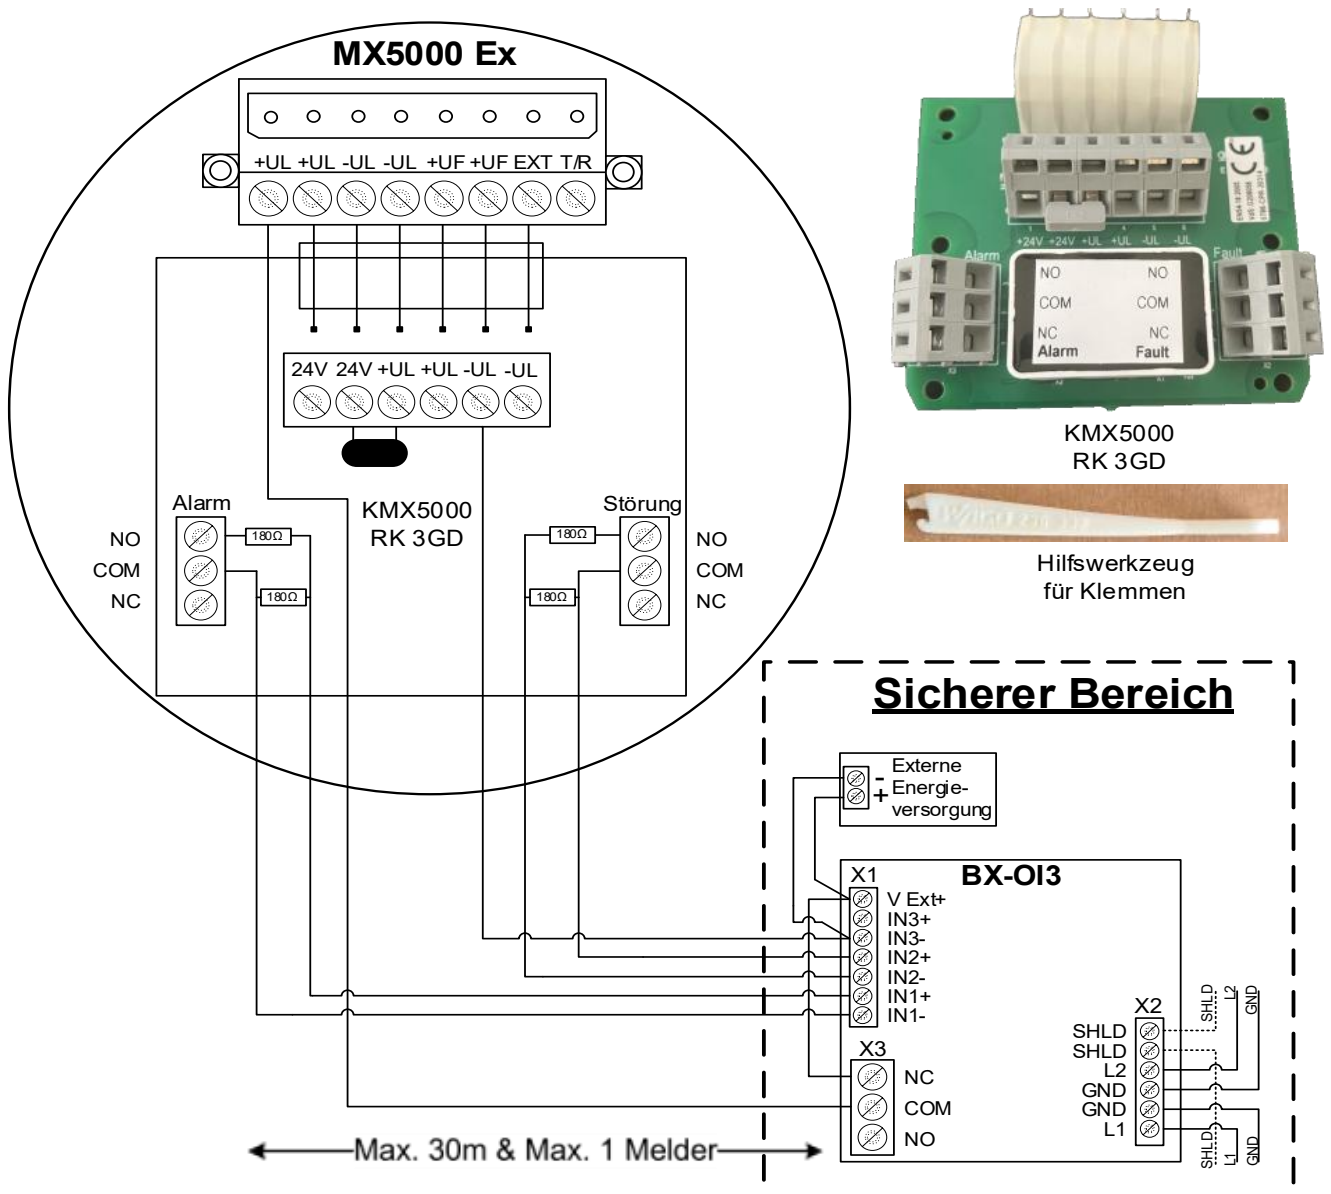 MX5000 Ex
+UL +UL -UL -UL +UF +UF EXT T/R
24V 24V +UL +UL -UL -UL
KMX5000
RK 3GD
Alarm
NO
COM
NC
180Ω
180Ω
Störung
NO
COM
NC
180Ω
180Ω
+24V +24V +UL +UL -UL -UL
Alarm
Fault
NO NO
COM COM
NC NC
Alarm Fault
CE
KMX5000
RK 3GD
Hilfswerkzeug
für Klemmen
Sicherer Bereich
- Externe
+ Energie-
versorgung
BX-OI3
X1
V Ext+
IN3+
IN3-
IN2+
IN2-
IN1+
IN1-
X3
NC
COM
NO
X2
SHLD
SHLD
L2
GND
GND
L1
SHLD
L2
GND
SHLD
L1
GND
Max. 30m & Max. 1 Melder